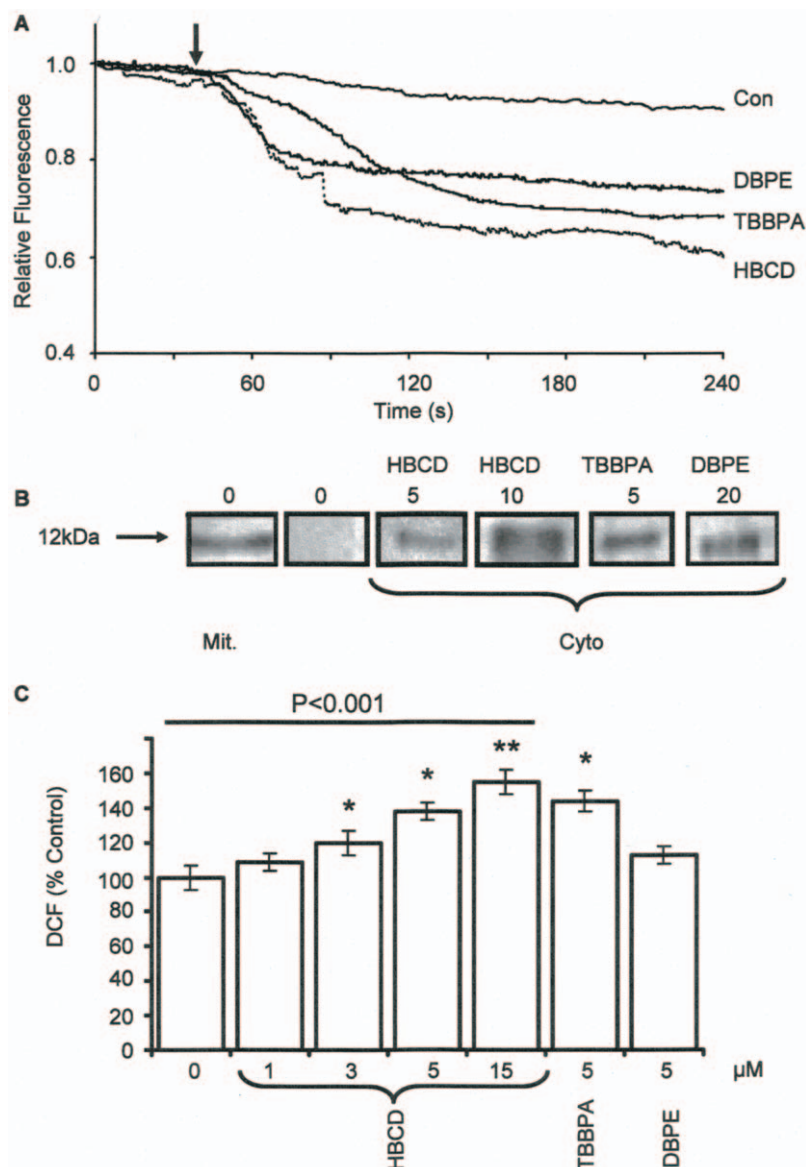 A
Relative Fluorescence
1.0
0.8
0.6
0.4
Con
DBPE
TBBPA
HBCD
0 60 120 180 240
Time (s)
B
HBCD HBCD TBBPA DBPE
0 0 5 10 5 20
12kDa
Mit. Cyto
C
P<0.001
DCF (% Control)
160
140
120
100
80
60
40
20
0
* * ** *
0 1 3 5 15 5 5 μM
HBCD TBBPA DBPE